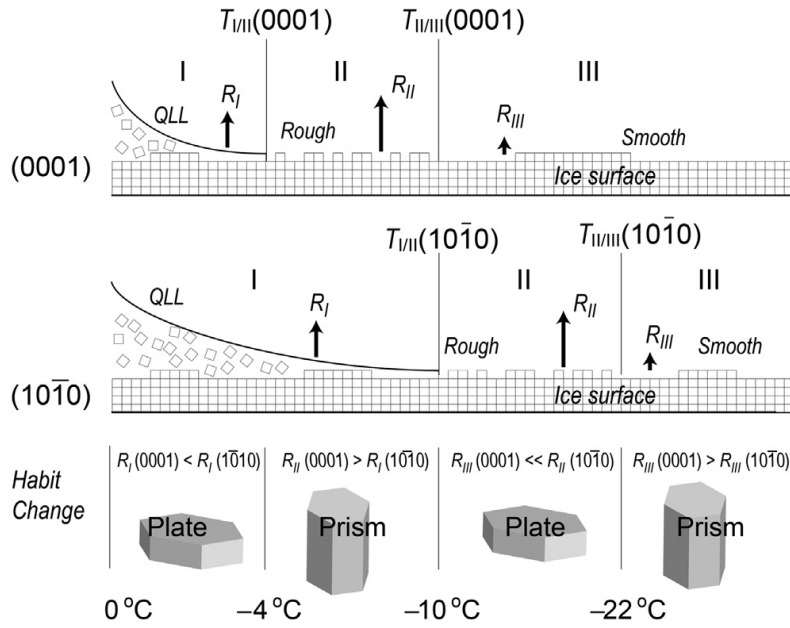 T_I/II(0001) T_II/III(0001)
I II III
R_I R_II R_III
QLL Rough Smooth
(0001) Ice surface
T_I/II(101̄0) T_II/III(101̄0)
I II III
QLL R_I R_II R_III
Rough Smooth
(101̄0) Ice surface
R_I (0001) < R_I (1̄010) R_II (0001) > R_I (101̄0) R_III (0001) << R_II (101̄0) R_III (0001) > R_III (101̄0)
Habit
Change
Plate Prism Plate Prism
0 °C –4 °C –10 °C –22 °C